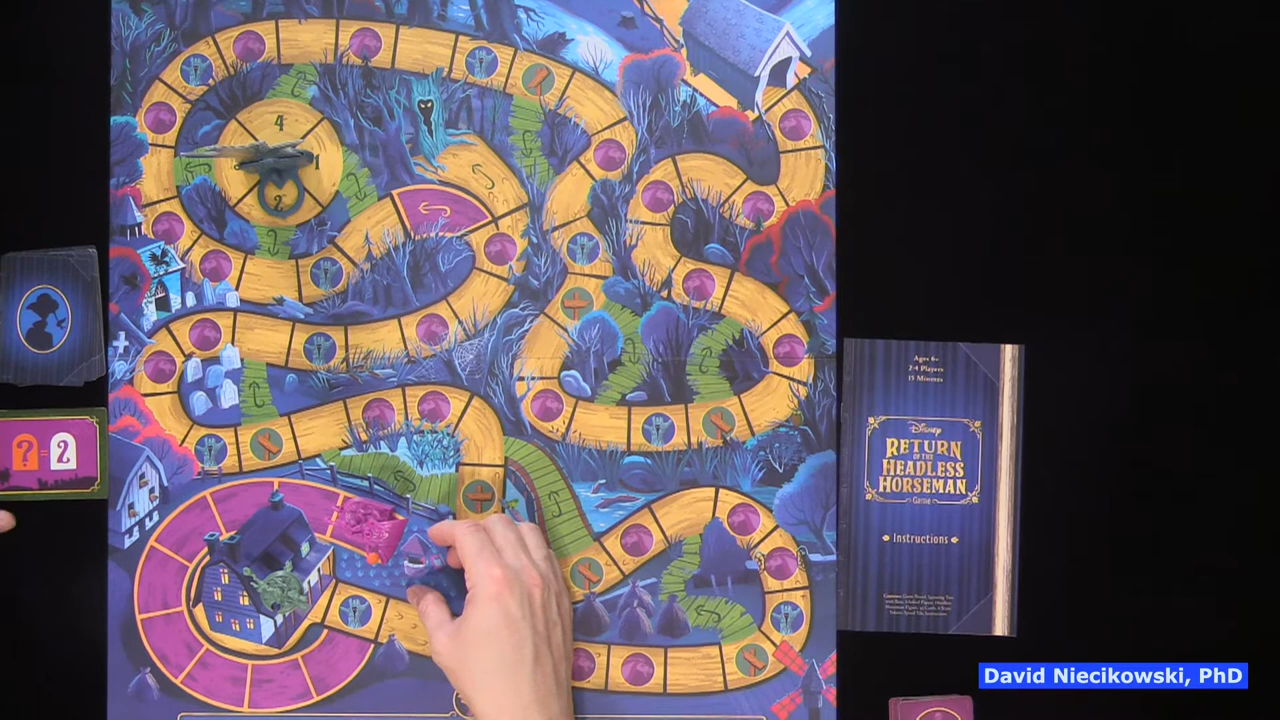 4
1
2
? = 2
Ages 6+
2-4 Players
15 Minutes
Disney
RETURN
OF THE
HEADLESS
HORSEMAN
Game
Instructions
David Niecikowski, PhD